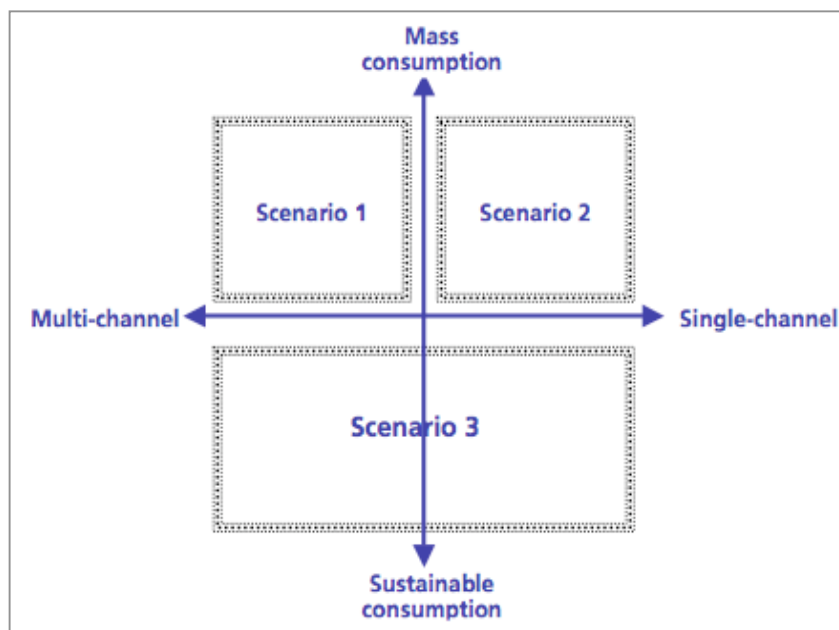 Mass
consumption
Scenario 1
Scenario 2
Multi-channel
Single-channel
Scenario 3
Sustainable
consumption